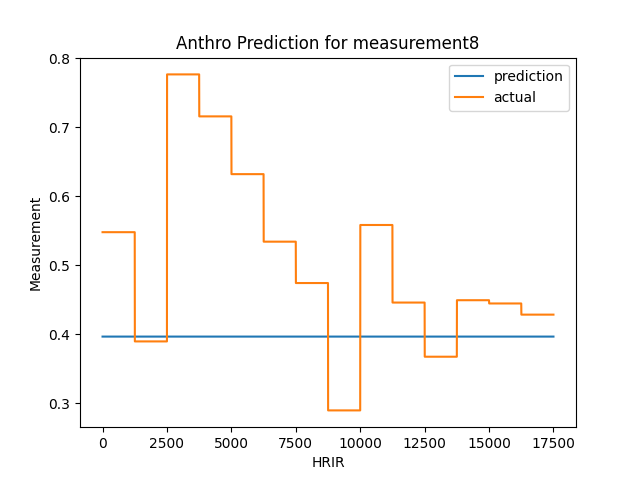 Anthro Prediction for measurement8
prediction
actual
Measurement
0.8
0.7
0.6
0.5
0.4
0.3
0 2500 5000 7500 10000 12500 15000 17500
HRIR